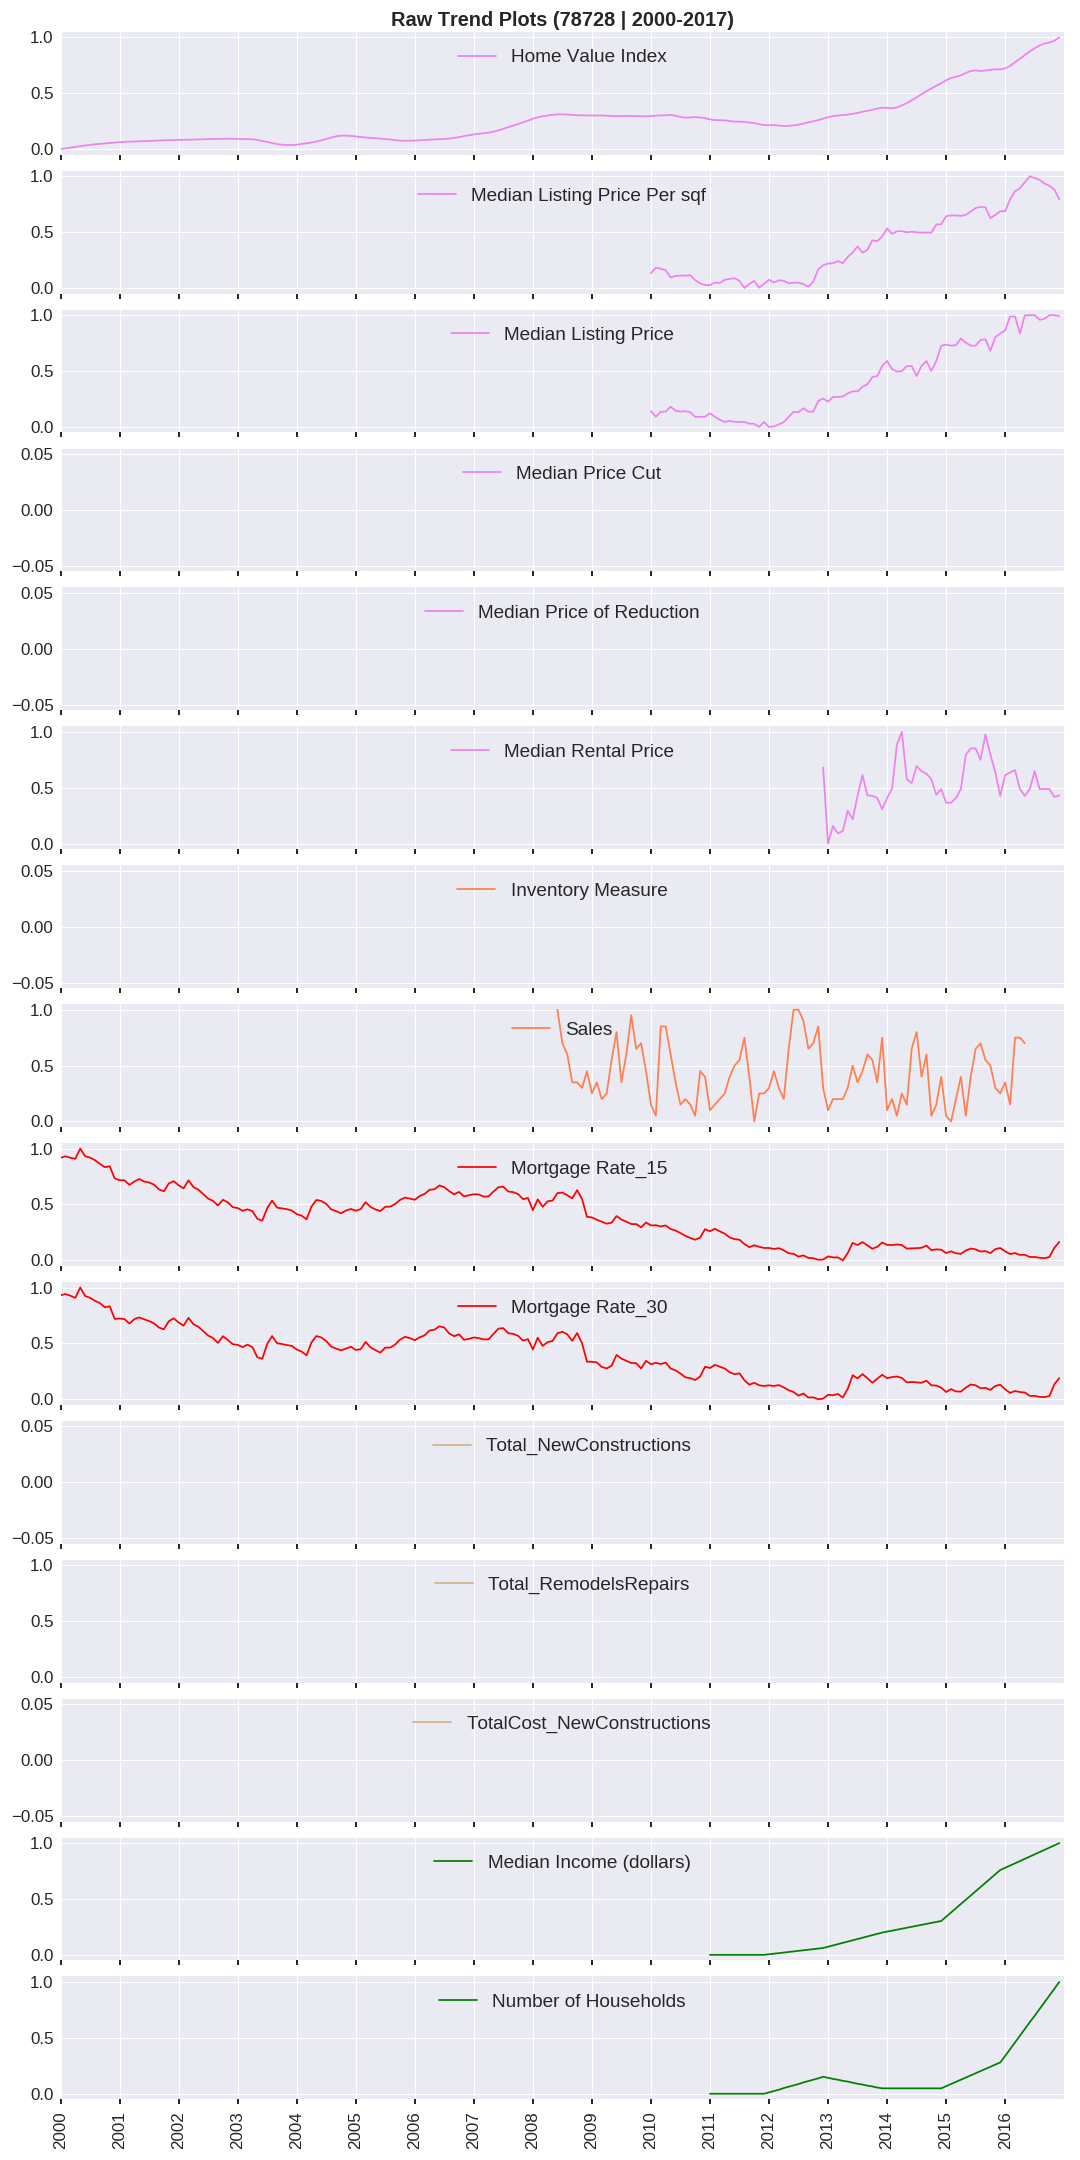 Raw Trend Plots (78728 | 2000-2017)
1.0
Home Value Index
0.5
0.0
1.0
Median Listing Price Per sqf
0.5
0.0
1.0
Median Listing Price
0.5
0.0
0.05
Median Price Cut
0.00
−0.05
0.05
Median Price of Reduction
0.00
−0.05
1.0
Median Rental Price
0.5
0.0
0.05
Inventory Measure
0.00
−0.05
1.0
Sales
0.5
0.0
1.0
Mortgage Rate_15
0.5
0.0
1.0
Mortgage Rate_30
0.5
0.0
0.05
Total_NewConstructions
0.00
−0.05
1.0
Total_RemodelsRepairs
0.5
0.0
0.05
TotalCost_NewConstructions
0.00
−0.05
1.0
Median Income (dollars)
0.5
0.0
1.0
Number of Households
0.5
0.0
2000 2001 2002 2003 2004 2005 2006 2007 2008 2009 2010 2011 2012 2013 2014 2015 2016